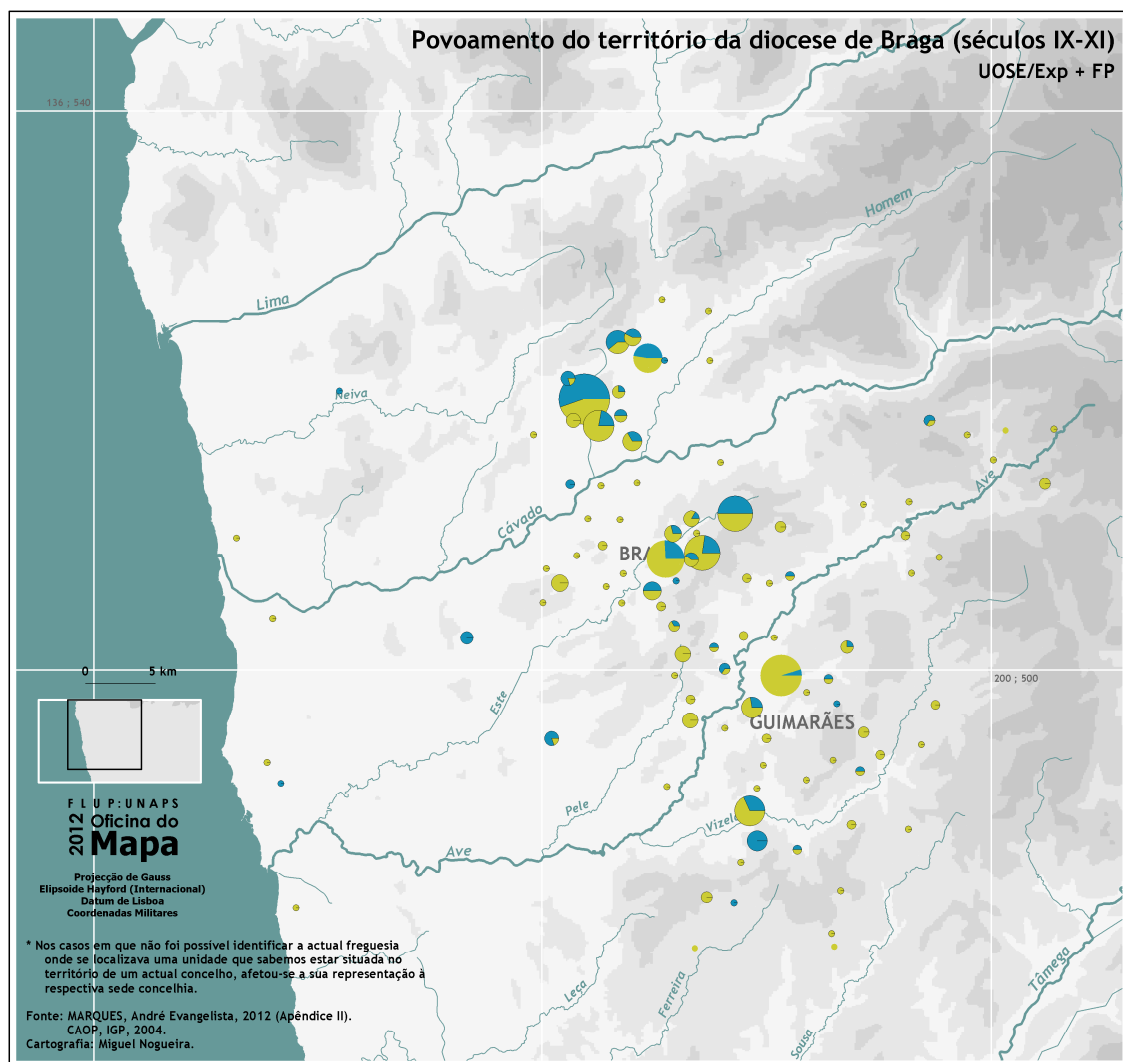 Povoamento do território da diocese de Braga (séculos IX-XI)
UOSE/Exp + FP
136 ; 540
Homem
Lima
Neiva
Ave
Cávado
BRA
0 5 km
200 ; 500
Este
GUIMARÃES
F L U P : U N A P S
2012 Oficina do
Mapa
Pele
Vizela
Ave
Projecção de Gauss
Elipsoide Hayford (Internacional)
Datum de Lisboa
Coordenadas Militares
* Nos casos em que não foi possível identificar a actual freguesia
onde se localizava uma unidade que sabemos estar situada no
território de um actual concelho, afetou-se a sua representação à
respectiva sede concelhia.
Leça
Ferreira
Tâmega
Fonte: MARQUES, André Evangelista, 2012 (Apêndice II).
CAOP, IGP, 2004.
Cartografia: Miguel Nogueira.
Sousa